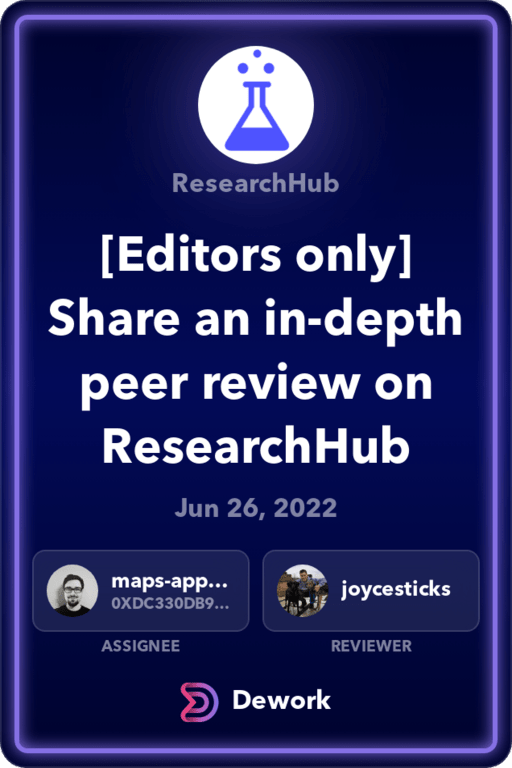 ResearchHub
[Editors only]
Share an in-depth
peer review on
ResearchHub
Jun 26, 2022
maps-app...
0XDC330DB9...
joycesticks
ASSIGNEE
REVIEWER
Dework